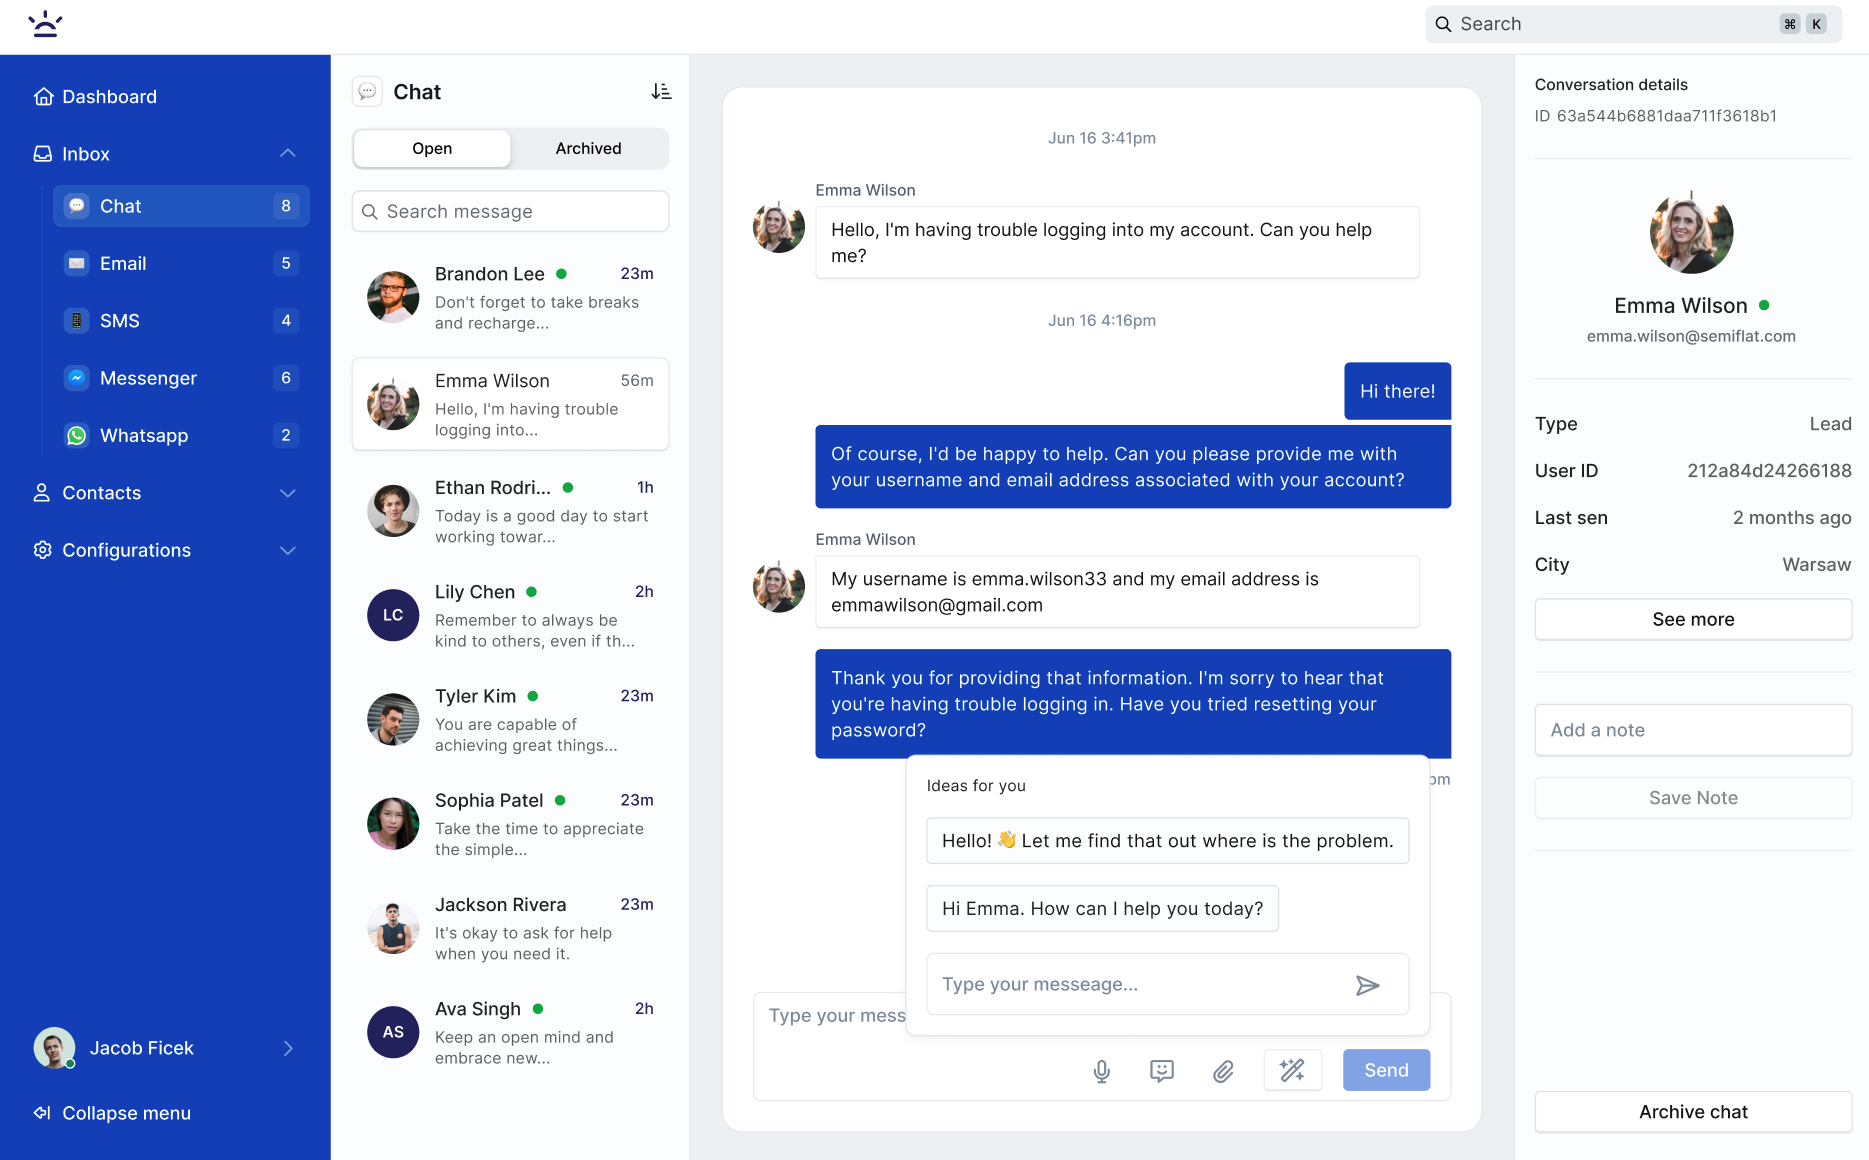 Search
⌘ K
Dashboard
Inbox
Chat 8
Email 5
SMS 4
Messenger 6
Whatsapp 2
Contacts
Configurations
Jacob Ficek
Collapse menu
Chat
Open Archived
Search message
Brandon Lee 23m
Don't forget to take breaks
and recharge...
Emma Wilson 56m
Hello, I'm having trouble
logging into...
Ethan Rodri... 1h
Today is a good day to start
working towar...
LC
Lily Chen 2h
Remember to always be
kind to others, even if th...
Tyler Kim 23m
You are capable of
achieving great things...
Sophia Patel 23m
Take the time to appreciate
the simple...
Jackson Rivera 23m
It's okay to ask for help
when you need it.
AS
Ava Singh 2h
Keep an open mind and
embrace new...
Jun 16 3:41pm
Emma Wilson
Hello, I'm having trouble logging into my account. Can you help
me?
Jun 16 4:16pm
Hi there!
Of course, I'd be happy to help. Can you please provide me with
your username and email address associated with your account?
Emma Wilson
My username is emma.wilson33 and my email address is
emmawilson@gmail.com
Thank you for providing that information. I'm sorry to hear that
you're having trouble logging in. Have you tried resetting your
password?
pm
Ideas for you
Hello! 👋 Let me find that out where is the problem.
Hi Emma. How can I help you today?
Type your messeage...
Type your mess
Send
Conversation details
ID 63a544b6881daa711f3618b1
Emma Wilson
emma.wilson@semiflat.com
Type Lead
User ID 212a84d24266188
Last sen 2 months ago
City Warsaw
See more
Add a note
Save Note
Archive chat